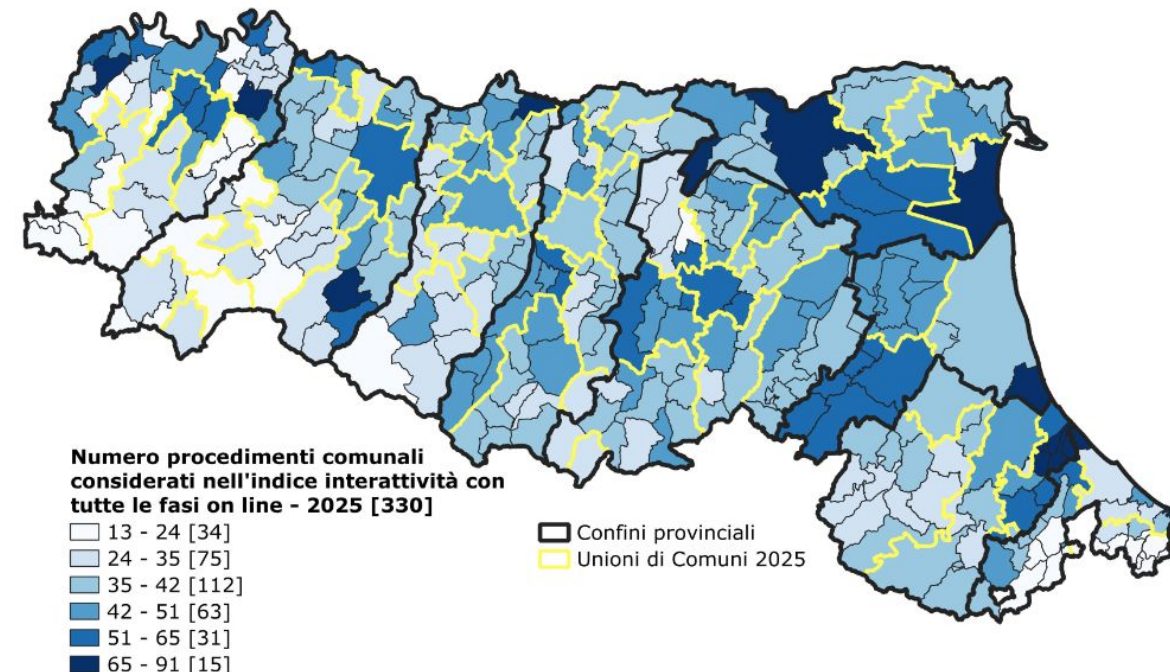 Numero procedimenti comunali
considerati nell'indice interattività con
tutte le fasi on line - 2025 [330]
13 - 24 [34]
24 - 35 [75]
35 - 42 [112]
42 - 51 [63]
51 - 65 [31]
65 - 91 [15]
Confini provinciali
Unioni di Comuni 2025